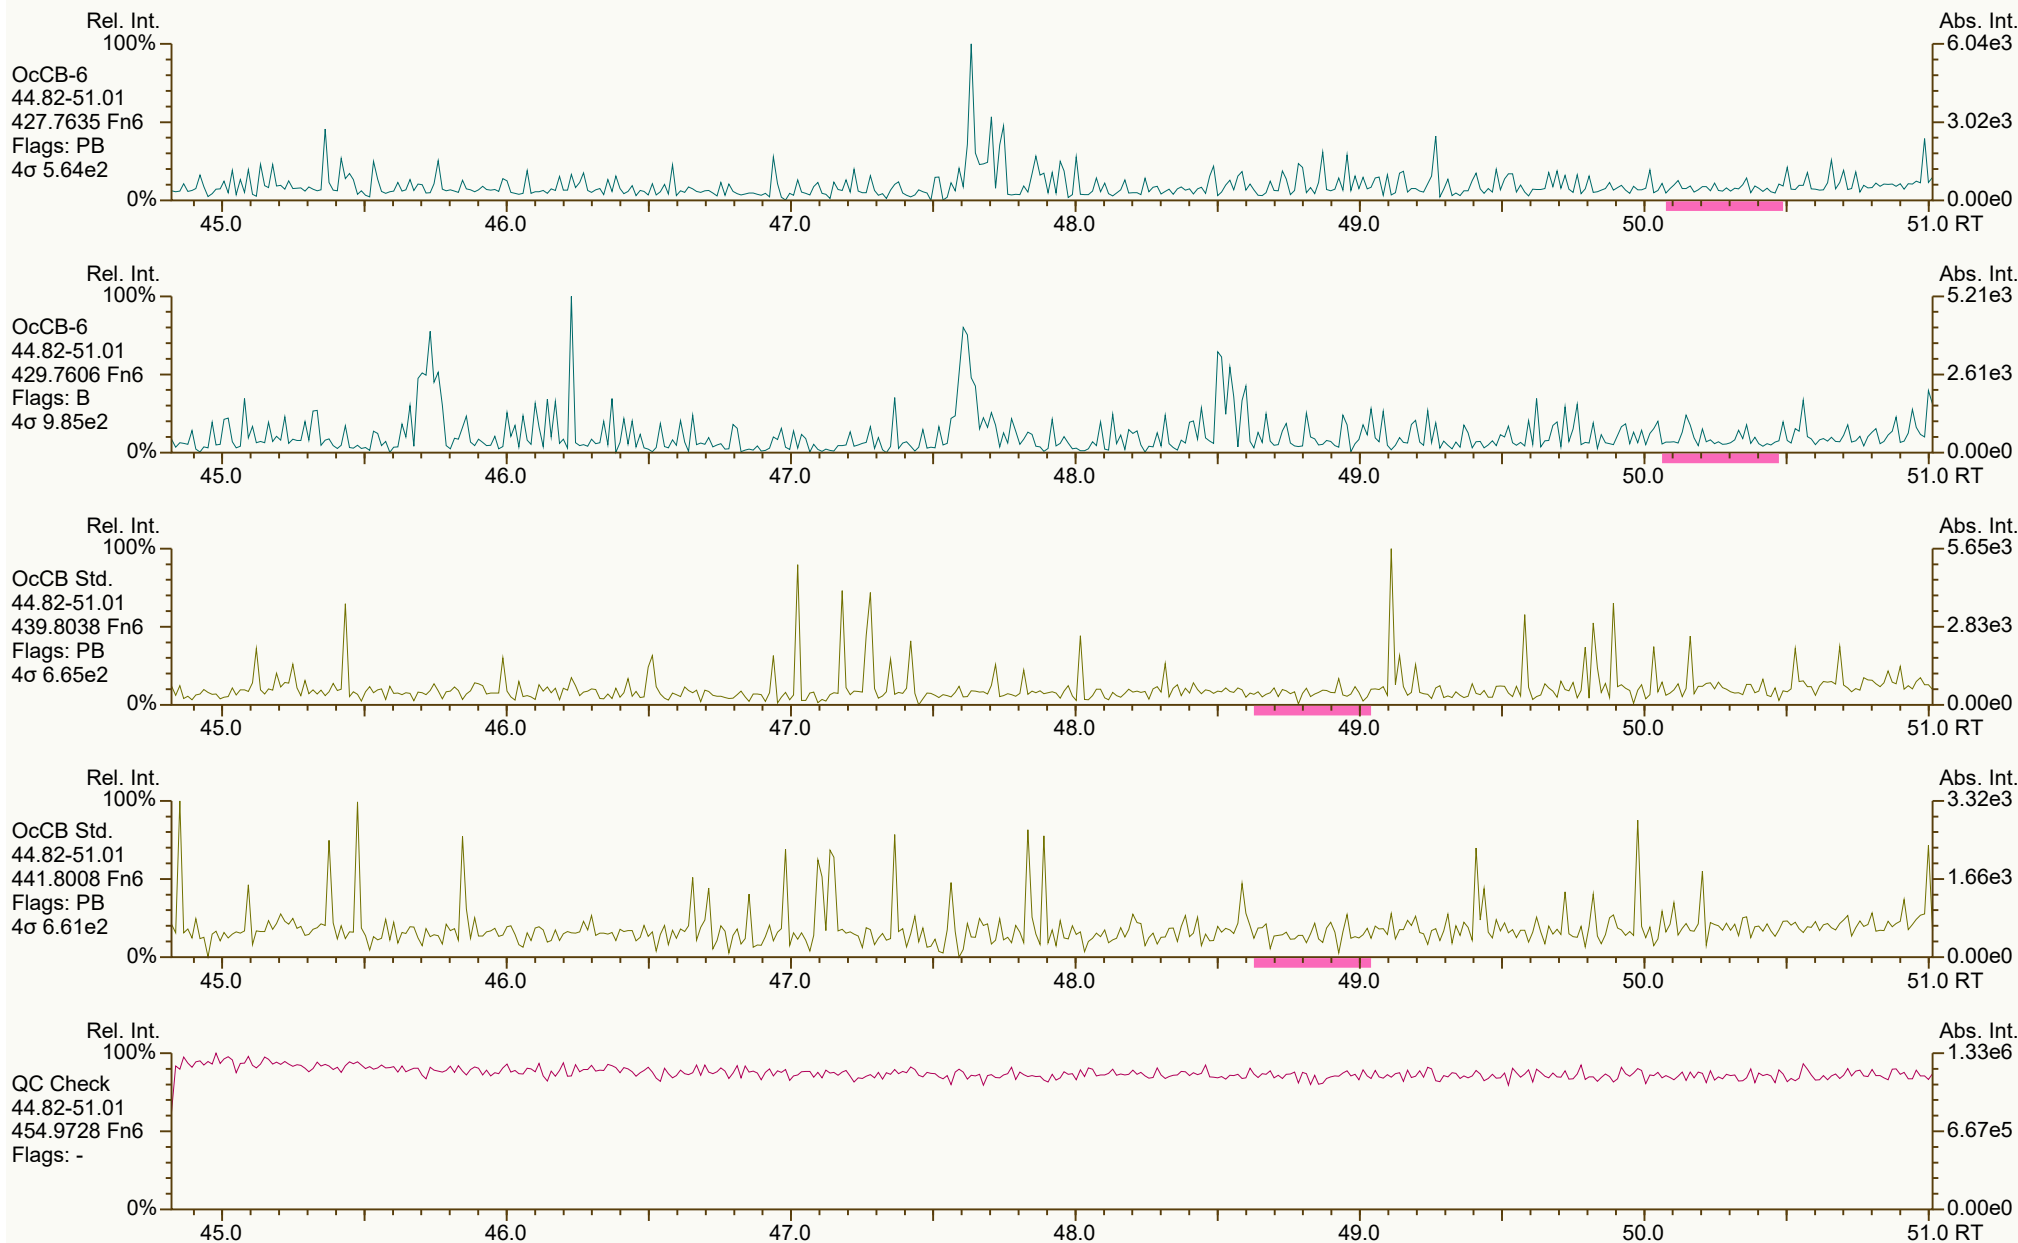 Rel. Int. Abs. Int.
100% 6.04e3
OcCB-6
44.82-51.01
427.7635 Fn6 3.02e3
Flags: PB
4σ 5.64e2
0% 0.00e0
45.0 46.0 47.0 48.0 49.0 50.0 51.0 RT
Rel. Int. Abs. Int.
100% 5.21e3
OcCB-6
44.82-51.01
429.7606 Fn6 2.61e3
Flags: B
4σ 9.85e2
0% 0.00e0
45.0 46.0 47.0 48.0 49.0 50.0 51.0 RT
Rel. Int. Abs. Int.
100% 5.65e3
OcCB Std.
44.82-51.01
439.8038 Fn6 2.83e3
Flags: PB
4σ 6.65e2
0% 0.00e0
45.0 46.0 47.0 48.0 49.0 50.0 51.0 RT
Rel. Int. Abs. Int.
100% 3.32e3
OcCB Std.
44.82-51.01
441.8008 Fn6 1.66e3
Flags: PB
4σ 6.61e2
0% 0.00e0
45.0 46.0 47.0 48.0 49.0 50.0 51.0 RT
Rel. Int. Abs. Int.
100% 1.33e6
QC Check
44.82-51.01
454.9728 Fn6 6.67e5
Flags: -
0% 0.00e0
45.0 46.0 47.0 48.0 49.0 50.0 51.0 RT